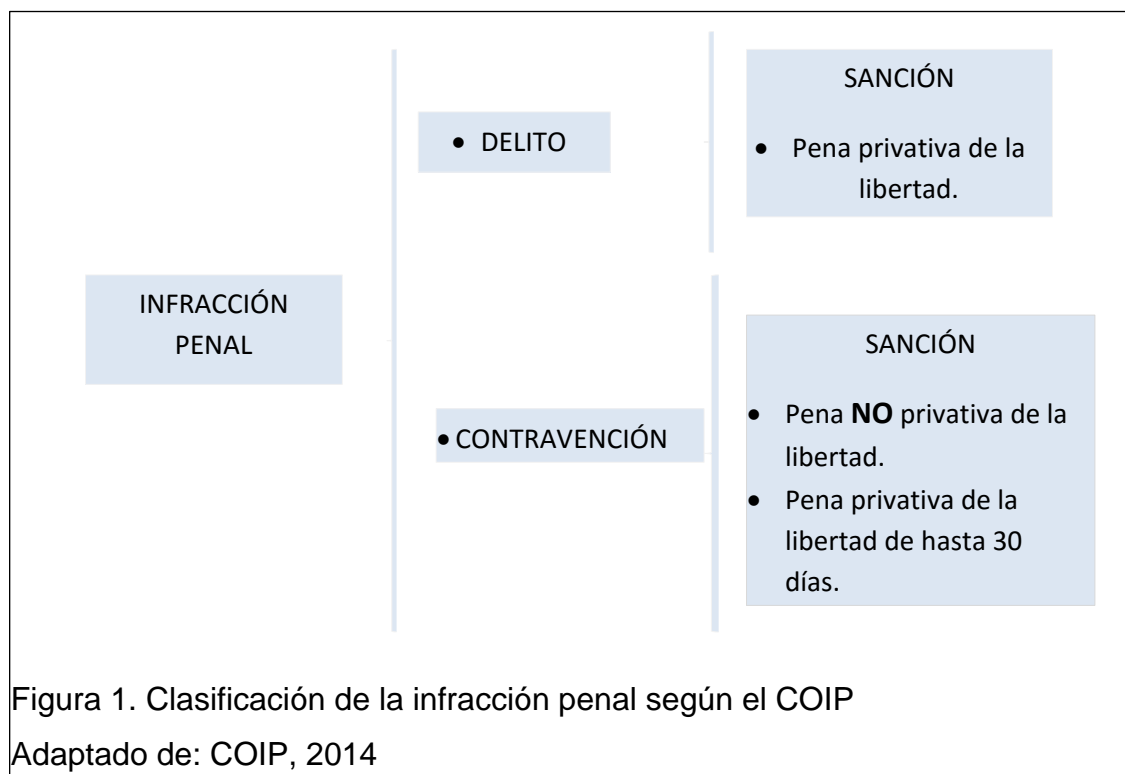 INFRACCIÓN
PENAL
• DELITO
SANCIÓN
• Pena privativa de la
libertad.
• CONTRAVENCIÓN
SANCIÓN
• Pena NO privativa de la
libertad.
• Pena privativa de la
libertad de hasta 30
días.
Figura 1. Clasificación de la infracción penal según el COIP
Adaptado de: COIP, 2014